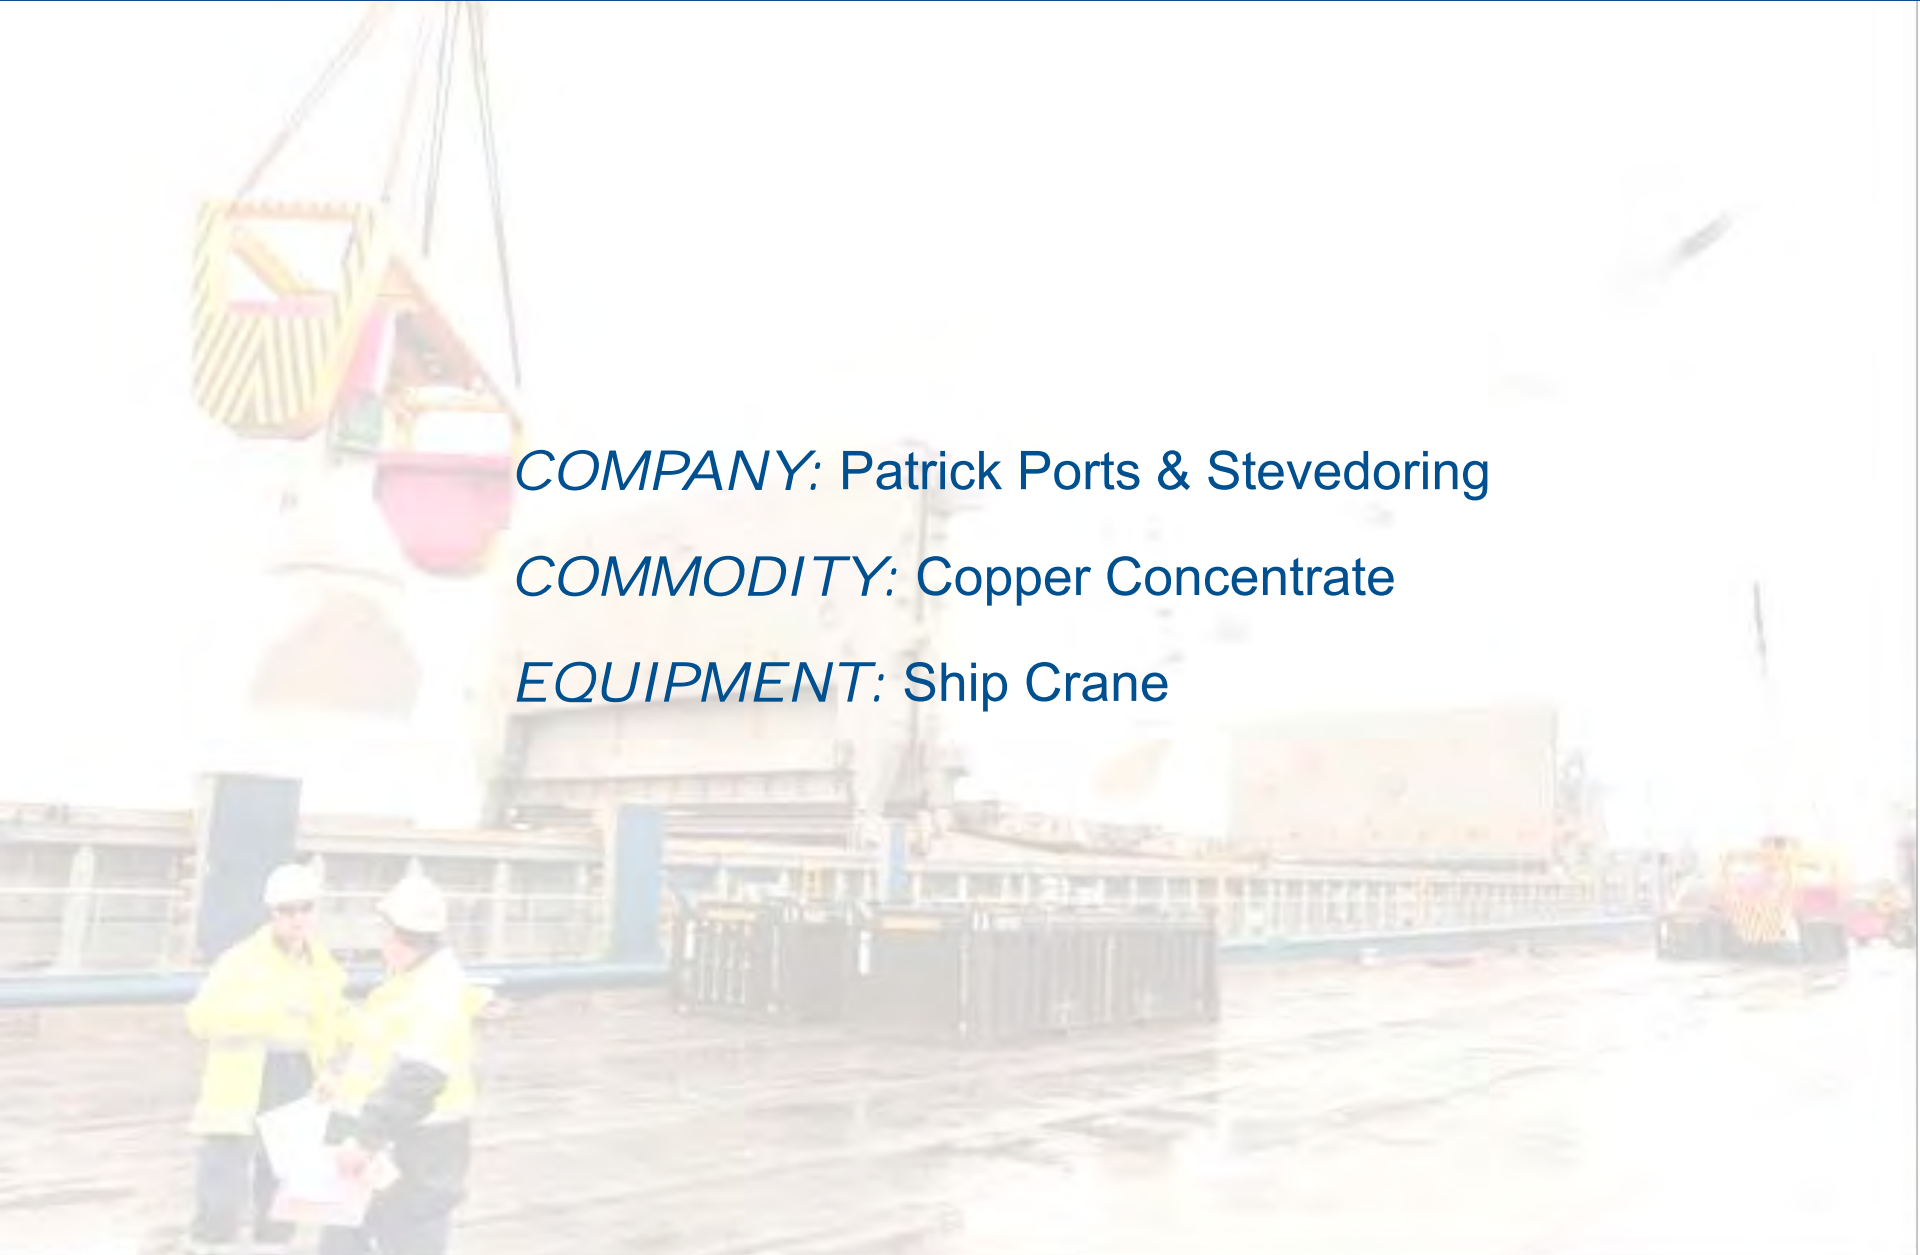 COMPANY: Patrick Ports & Stevedoring
COMMODITY: Copper Concentrate
EQUIPMENT: Ship Crane